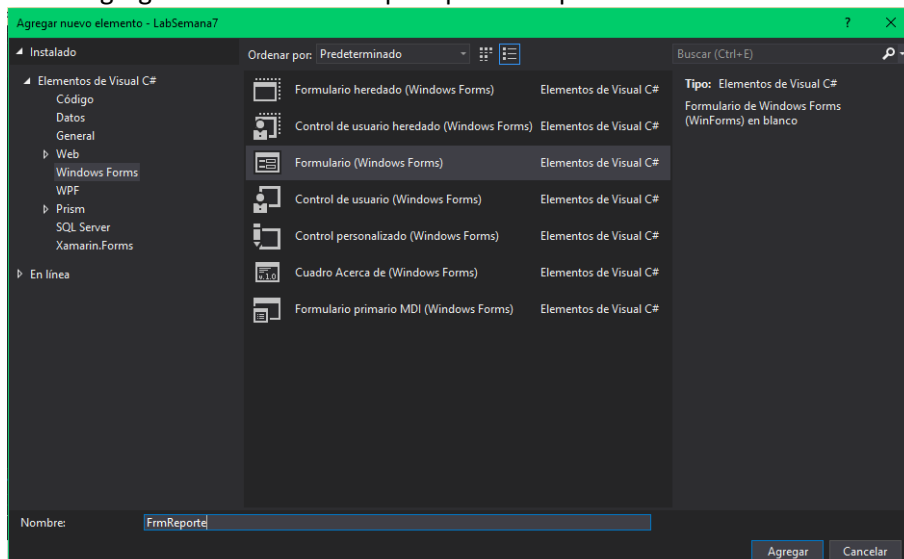 Agregar nuevo elemento - LabSemana7
Instalado
Ordenar por: Predeterminado
Buscar (Ctrl+E)
Elementos de Visual C#
Código
Datos
General
Web
Windows Forms
WPF
Prism
SQL Server
Xamarin.Forms
En línea
Formulario heredado (Windows Forms) Elementos de Visual C#
Control de usuario heredado (Windows Forms) Elementos de Visual C#
Formulario (Windows Forms) Elementos de Visual C#
Control de usuario (Windows Forms) Elementos de Visual C#
Control personalizado (Windows Forms) Elementos de Visual C#
Cuadro Acerca de (Windows Forms) Elementos de Visual C#
Formulario primario MDI (Windows Forms) Elementos de Visual C#
Tipo: Elementos de Visual C#
Formulario de Windows Forms
(WinForms) en blanco
Nombre: FrmReporte
Agregar Cancelar